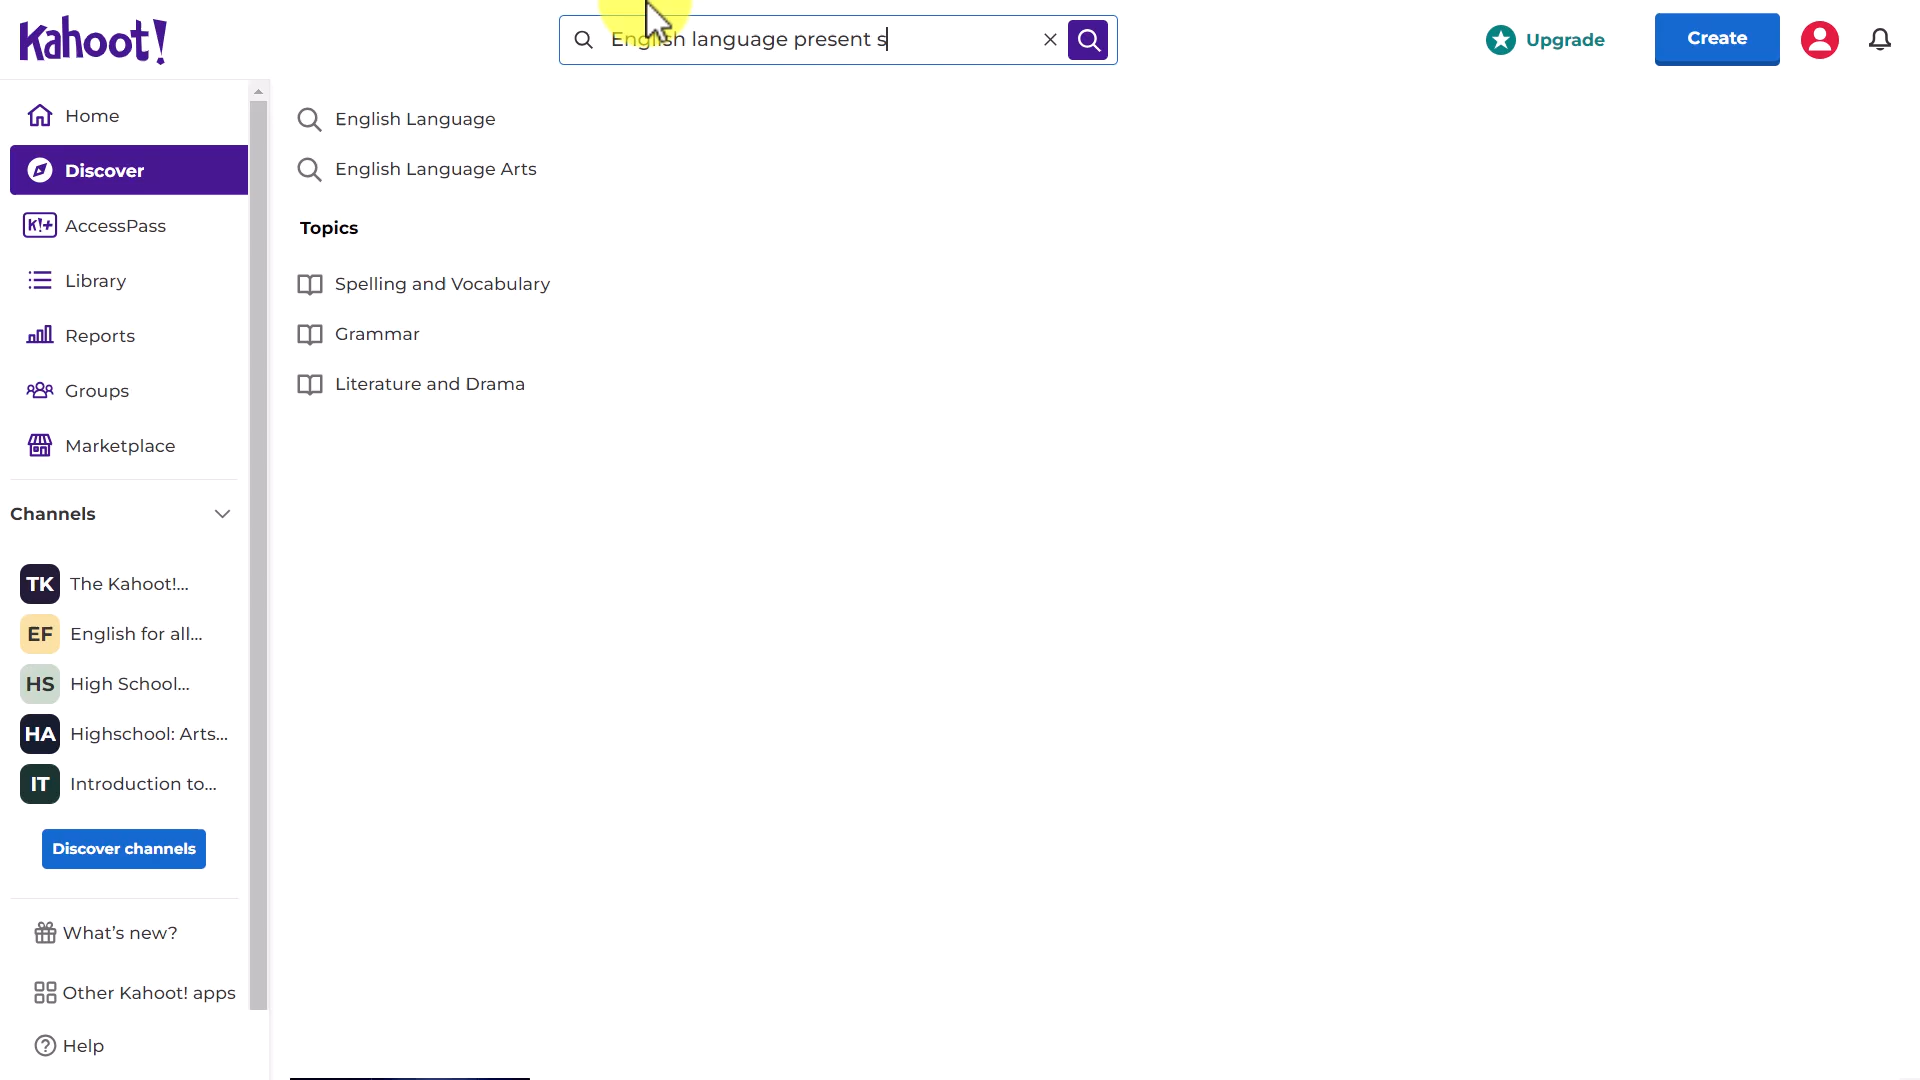 Kahoot!
English language present s
Upgrade
Create
Home
Discover
K!+ AccessPass
Library
Reports
Groups
Marketplace
Channels
TK The Kahoot!...
EF English for all...
HS High School...
HA Highschool: Arts...
IT Introduction to...
Discover channels
What's new?
Other Kahoot! apps
Help
English Language
English Language Arts
Topics
Spelling and Vocabulary
Grammar
Literature and Drama